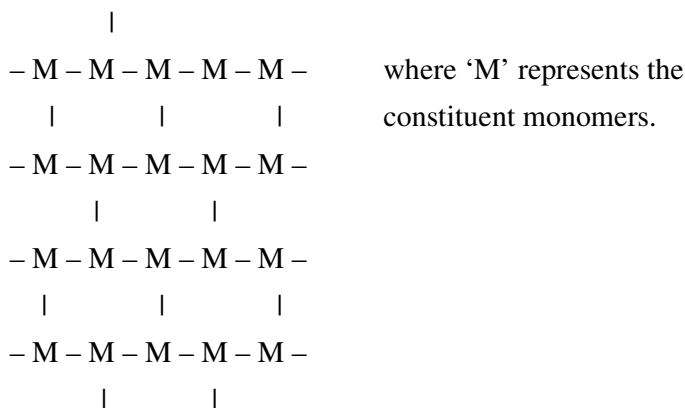 |
– M – M – M – M – M – where ‘M’ represents the
| | | constituent monomers.
– M – M – M – M – M –
| |
– M – M – M – M – M –
| | |
– M – M – M – M – M –
| |